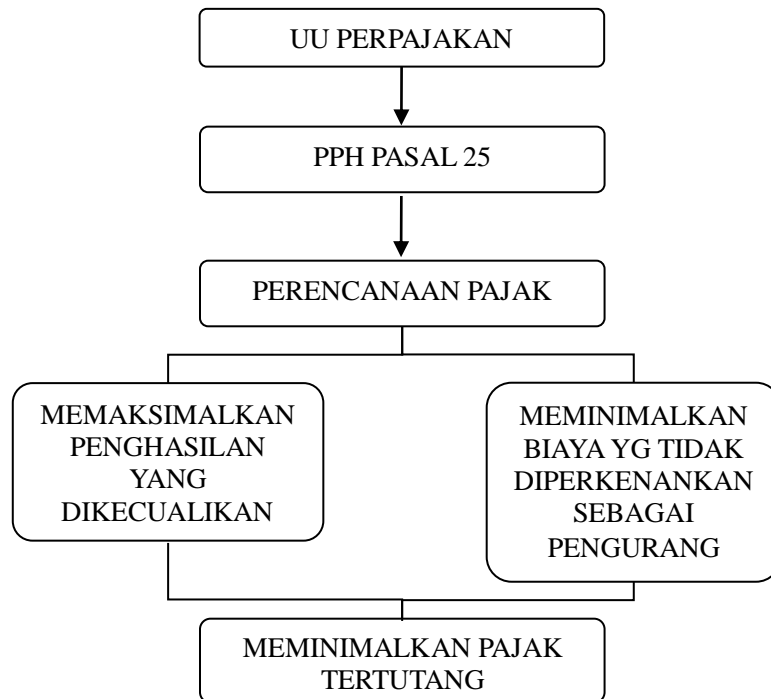 UU PERPAJAKAN
PPH PASAL 25
PERENCANAAN PAJAK
MEMAKSIMALKAN
PENGHASILAN
YANG
DIKECUALIKAN
MEMINIMALKAN
BIAYA YG TIDAK
DIPERKENANKAN
SEBAGAI
PENGURANG
MEMINIMALKAN PAJAK
TERTUTANG